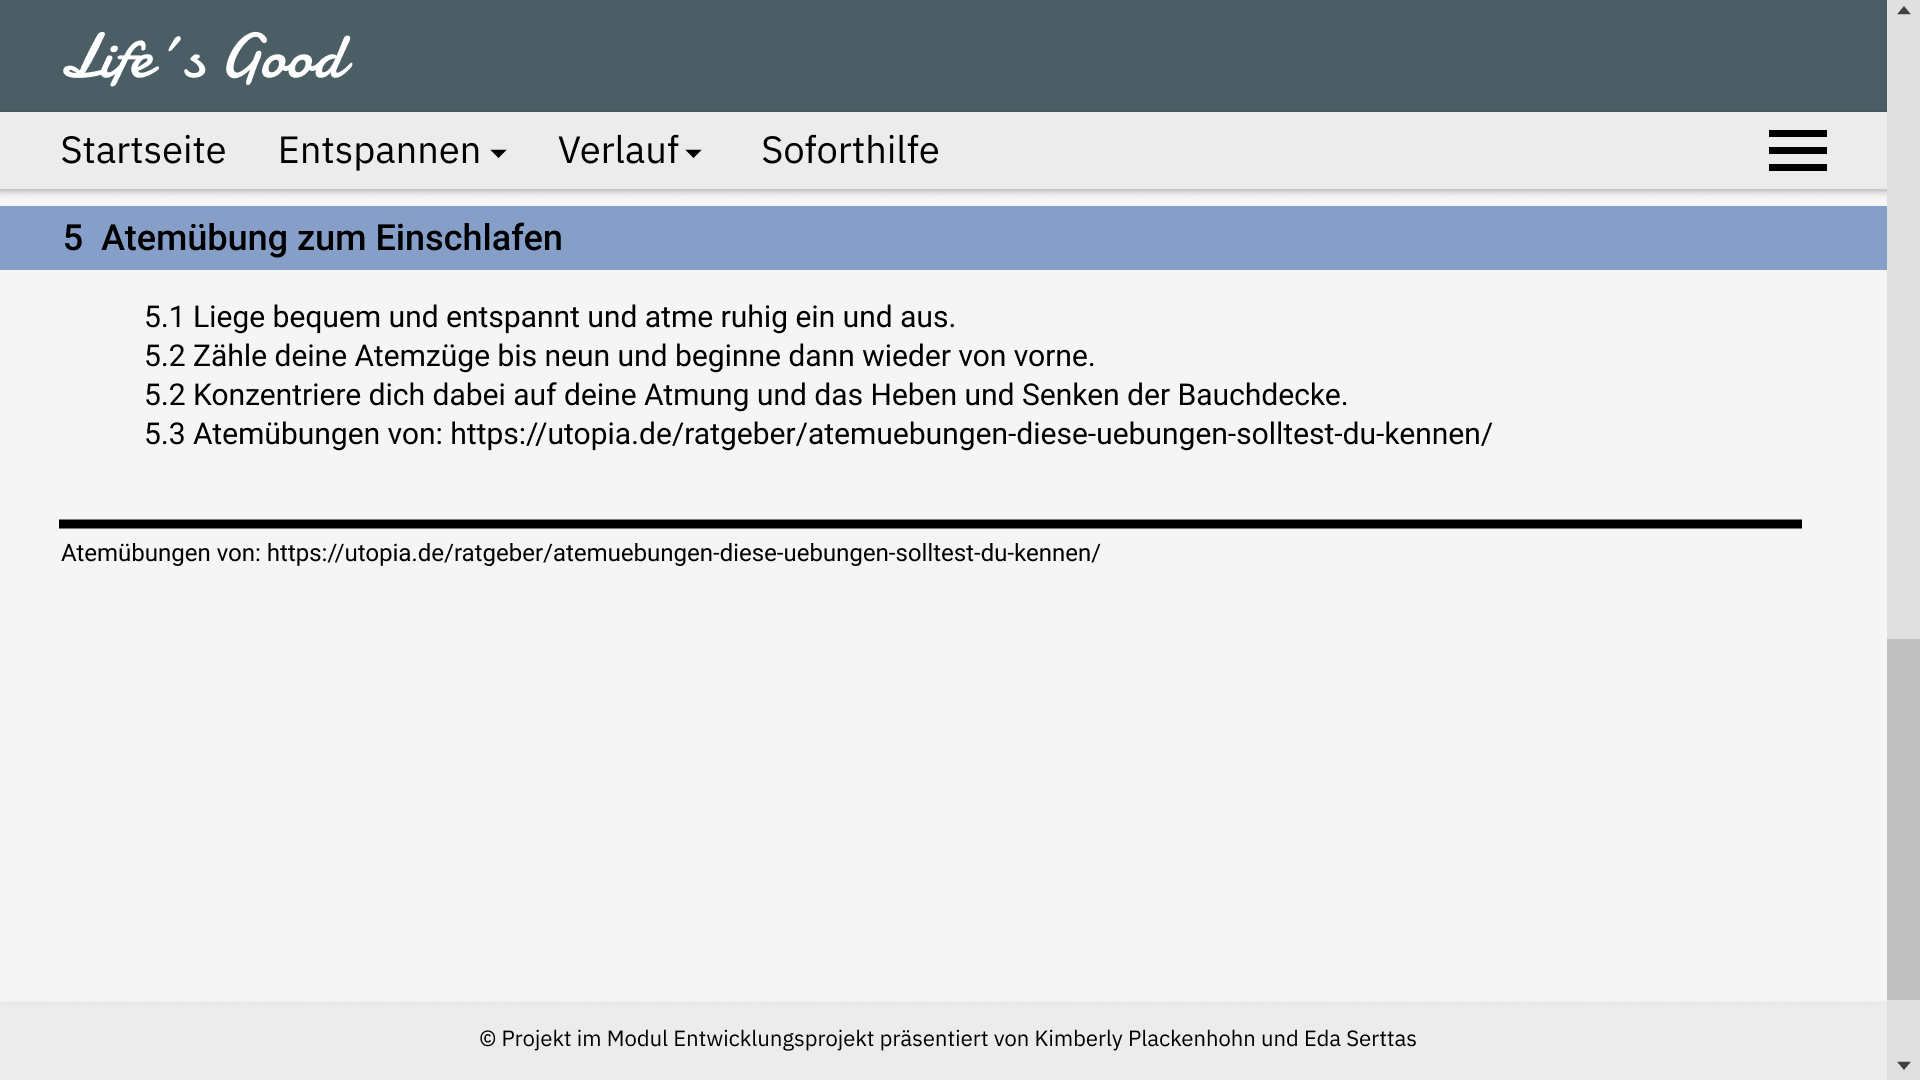 Life´s Good
Startseite Entspannen Verlauf Soforthilfe
5 Atemübung zum Einschlafen
5.1 Liege bequem und entspannt und atme ruhig ein und aus.
5.2 Zähle deine Atemzüge bis neun und beginne dann wieder von vorne.
5.2 Konzentriere dich dabei auf deine Atmung und das Heben und Senken der Bauchdecke.
5.3 Atemübungen von: https://utopia.de/ratgeber/atemuebungen-diese-uebungen-solltest-du-kennen/
Atemübungen von: https://utopia.de/ratgeber/atemuebungen-diese-uebungen-solltest-du-kennen/
© Projekt im Modul Entwicklungsprojekt präsentiert von Kimberly Plackenhohn und Eda Serttas